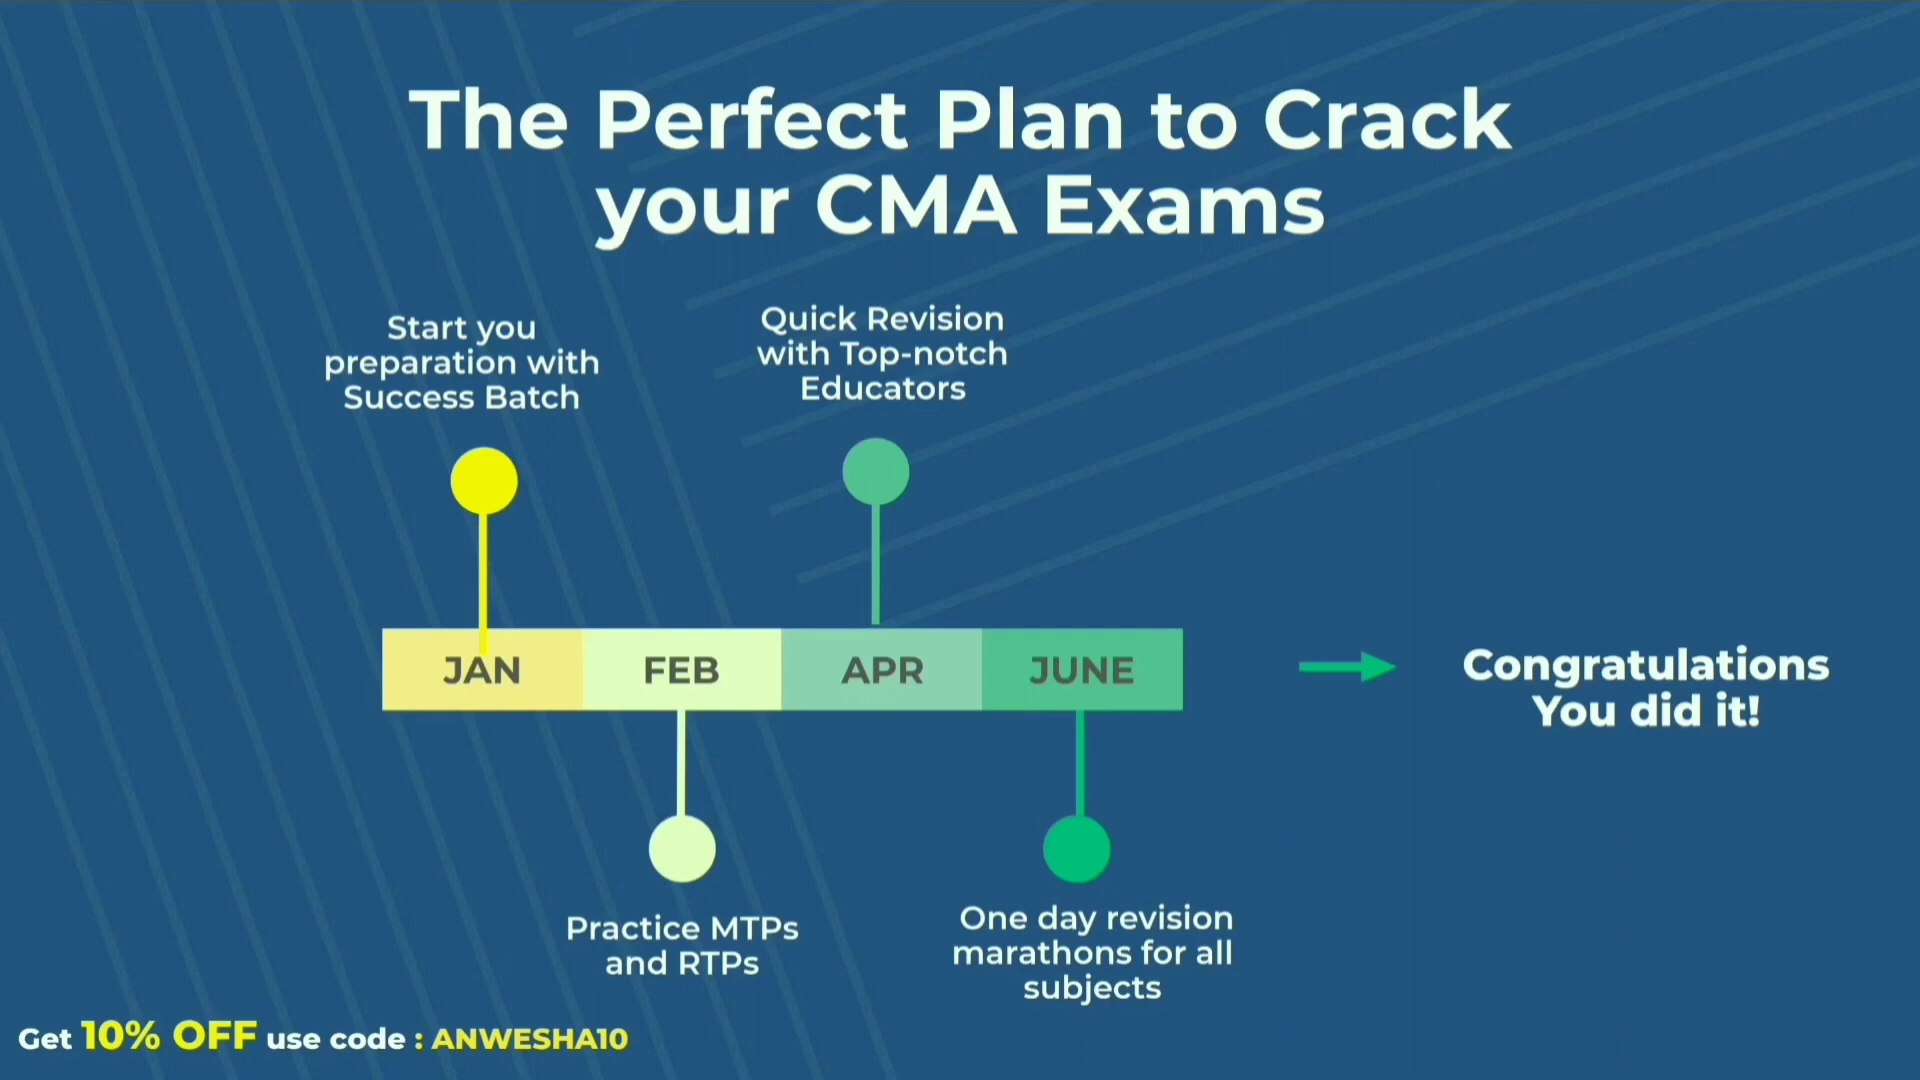 The Perfect Plan to Crack
your CMA Exams
Start you
preparation with
Success Batch
Quick Revision
with Top-notch
Educators
JAN
FEB
APR
JUNE
Congratulations
You did it!
Practice MTPs
and RTPs
One day revision
marathons for all
subjects
Get 10% OFF use code : ANWESHA10